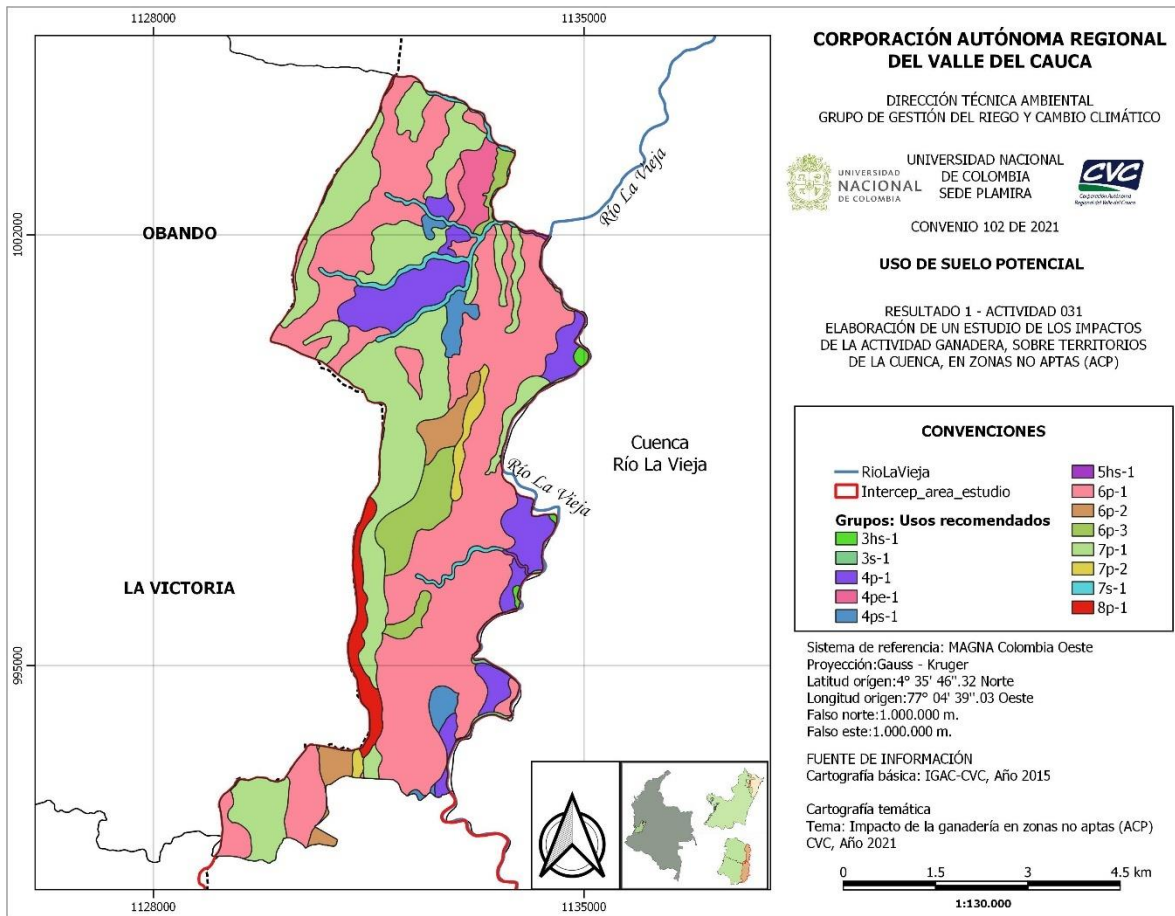 1128000
1135000
1002000
995000
1128000
1135000
OBANDO
LA VICTORIA
Río La Vieja
Cuenca
Río La Vieja
Río La Vieja
CORPORACIÓN AUTÓNOMA REGIONAL
DEL VALLE DEL CAUCA
DIRECCIÓN TÉCNICA AMBIENTAL
GRUPO DE GESTIÓN DEL RIEGO Y CAMBIO CLIMÁTICO
UNIVERSIDAD
NACIONAL
DE COLOMBIA
UNIVERSIDAD NACIONAL
DE COLOMBIA
SEDE PLAMIRA
CVC
Corporación Autónoma
Regional del Valle del Cauca
CONVENIO 102 DE 2021
USO DE SUELO POTENCIAL
RESULTADO 1 - ACTIVIDAD 031
ELABORACIÓN DE UN ESTUDIO DE LOS IMPACTOS
DE LA ACTIVIDAD GANADERA, SOBRE TERRITORIOS
DE LA CUENCA, EN ZONAS NO APTAS (ACP)
CONVENCIONES
RioLaVieja
Intercep_area_estudio
Grupos: Usos recomendados
3hs-1
3s-1
4p-1
4pe-1
4ps-1
5hs-1
6p-1
6p-2
6p-3
7p-1
7p-2
7s-1
8p-1
Sistema de referencia: MAGNA Colombia Oeste
Proyección:Gauss - Kruger
Latitud orígen:4° 35' 46".32 Norte
Longitud origen:77° 04' 39".03 Oeste
Falso norte:1.000.000 m.
Falso este:1.000.000 m.
FUENTE DE INFORMACIÓN
Cartografía básica: IGAC-CVC, Año 2015
Cartografía temática
Tema: Impacto de la ganadería en zonas no aptas (ACP)
CVC, Año 2021
0 1.5 3 4.5 km
1:130.000